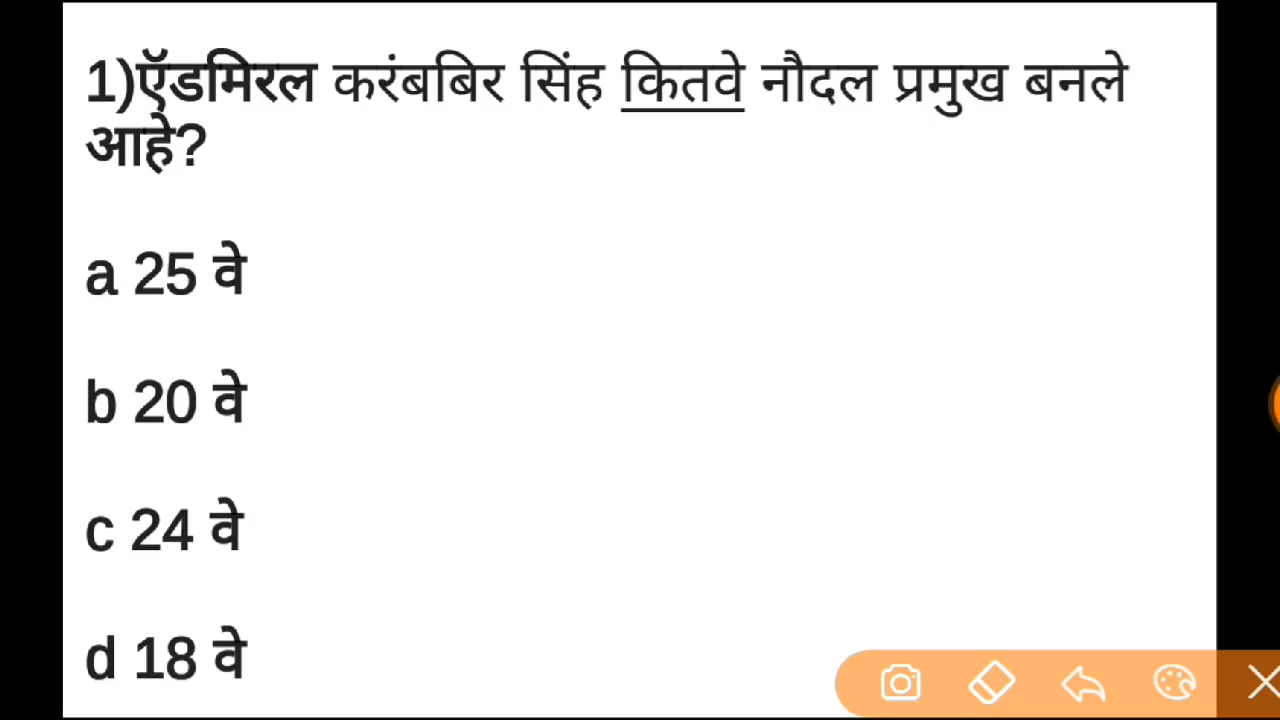 1)ऍडमिरल करंबबिर सिंह कितवे नौदल प्रमुख बनले
आहे?
a 25 वे
b 20 वे
c 24 वे
d 18 वे